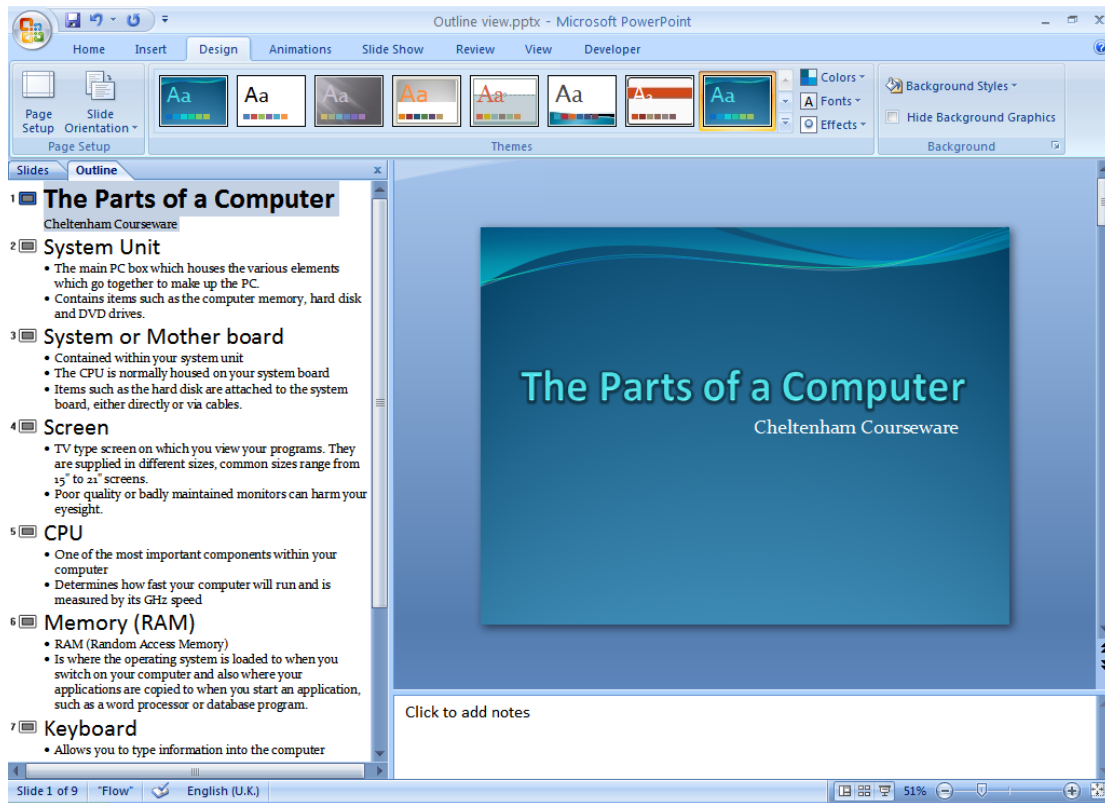 Outline view.pptx - Microsoft PowerPoint
Home Insert Design Animations Slide Show Review View Developer
Aa Aa Aa Aa Aa Aa Aa Aa
Colors
Fonts
Effects
Background Styles
Hide Background Graphics
Page Setup
Slide Orientation
Page Setup
Themes
Background
Slides Outline
1 The Parts of a Computer
Cheltenham Courseware
2 System Unit
• The main PC box which houses the various elements
which go together to make up the PC.
• Contains items such as the computer memory, hard disk
and DVD drives.
3 System or Mother board
• Contained within your system unit
• The CPU is normally housed on your system board
• Items such as the hard disk are attached to the system
board, either directly or via cables.
4 Screen
• TV type screen on which you view your programs. They
are supplied in different sizes, common sizes range from
15" to 21" screens.
• Poor quality or badly maintained monitors can harm your
eyesight.
5 CPU
• One of the most important components within your
computer
• Determines how fast your computer will run and is
measured by its GHz speed
6 Memory (RAM)
• RAM (Random Access Memory)
• Is where the operating system is loaded to when you
switch on your computer and also where your
applications are copied to when you start an application,
such as a word processor or database program.
7 Keyboard
• Allows you to type information into the computer
The Parts of a Computer
Cheltenham Courseware
Click to add notes
Slide 1 of 9 "Flow" English (U.K.) 51%